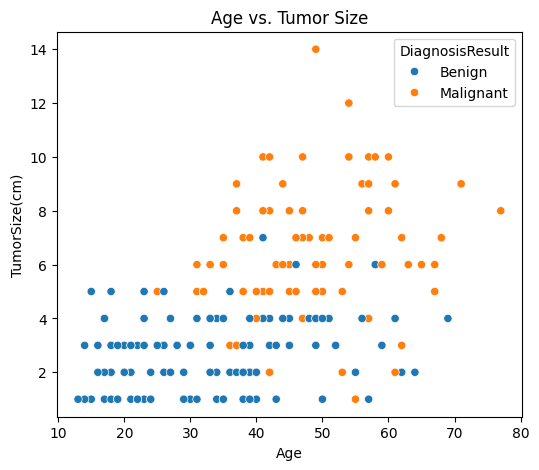 Age vs. Tumor Size
DiagnosisResult
Benign
Malignant
TumorSize(cm)
14
12
10
8
6
4
2
10 20 30 40 50 60 70 80
Age